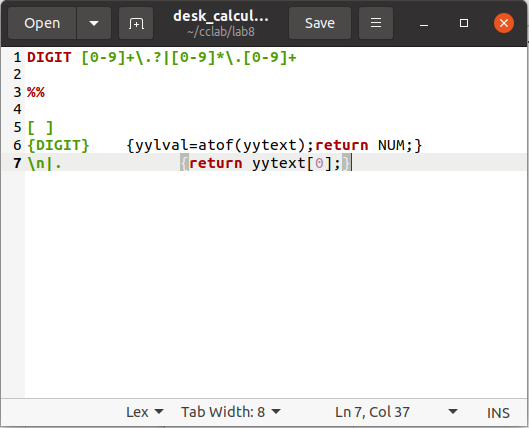 Open desk_calcul... Save
~/cclab/lab8
1 DIGIT [0-9]+\.?|[0-9]*\.[0-9]+
2
3 %%
4
5 [ ]
6 {DIGIT} {yylval=atof(yytext);return NUM;}
7 \n|. {return yytext[0];}
Lex Tab Width: 8 Ln 7, Col 37 INS